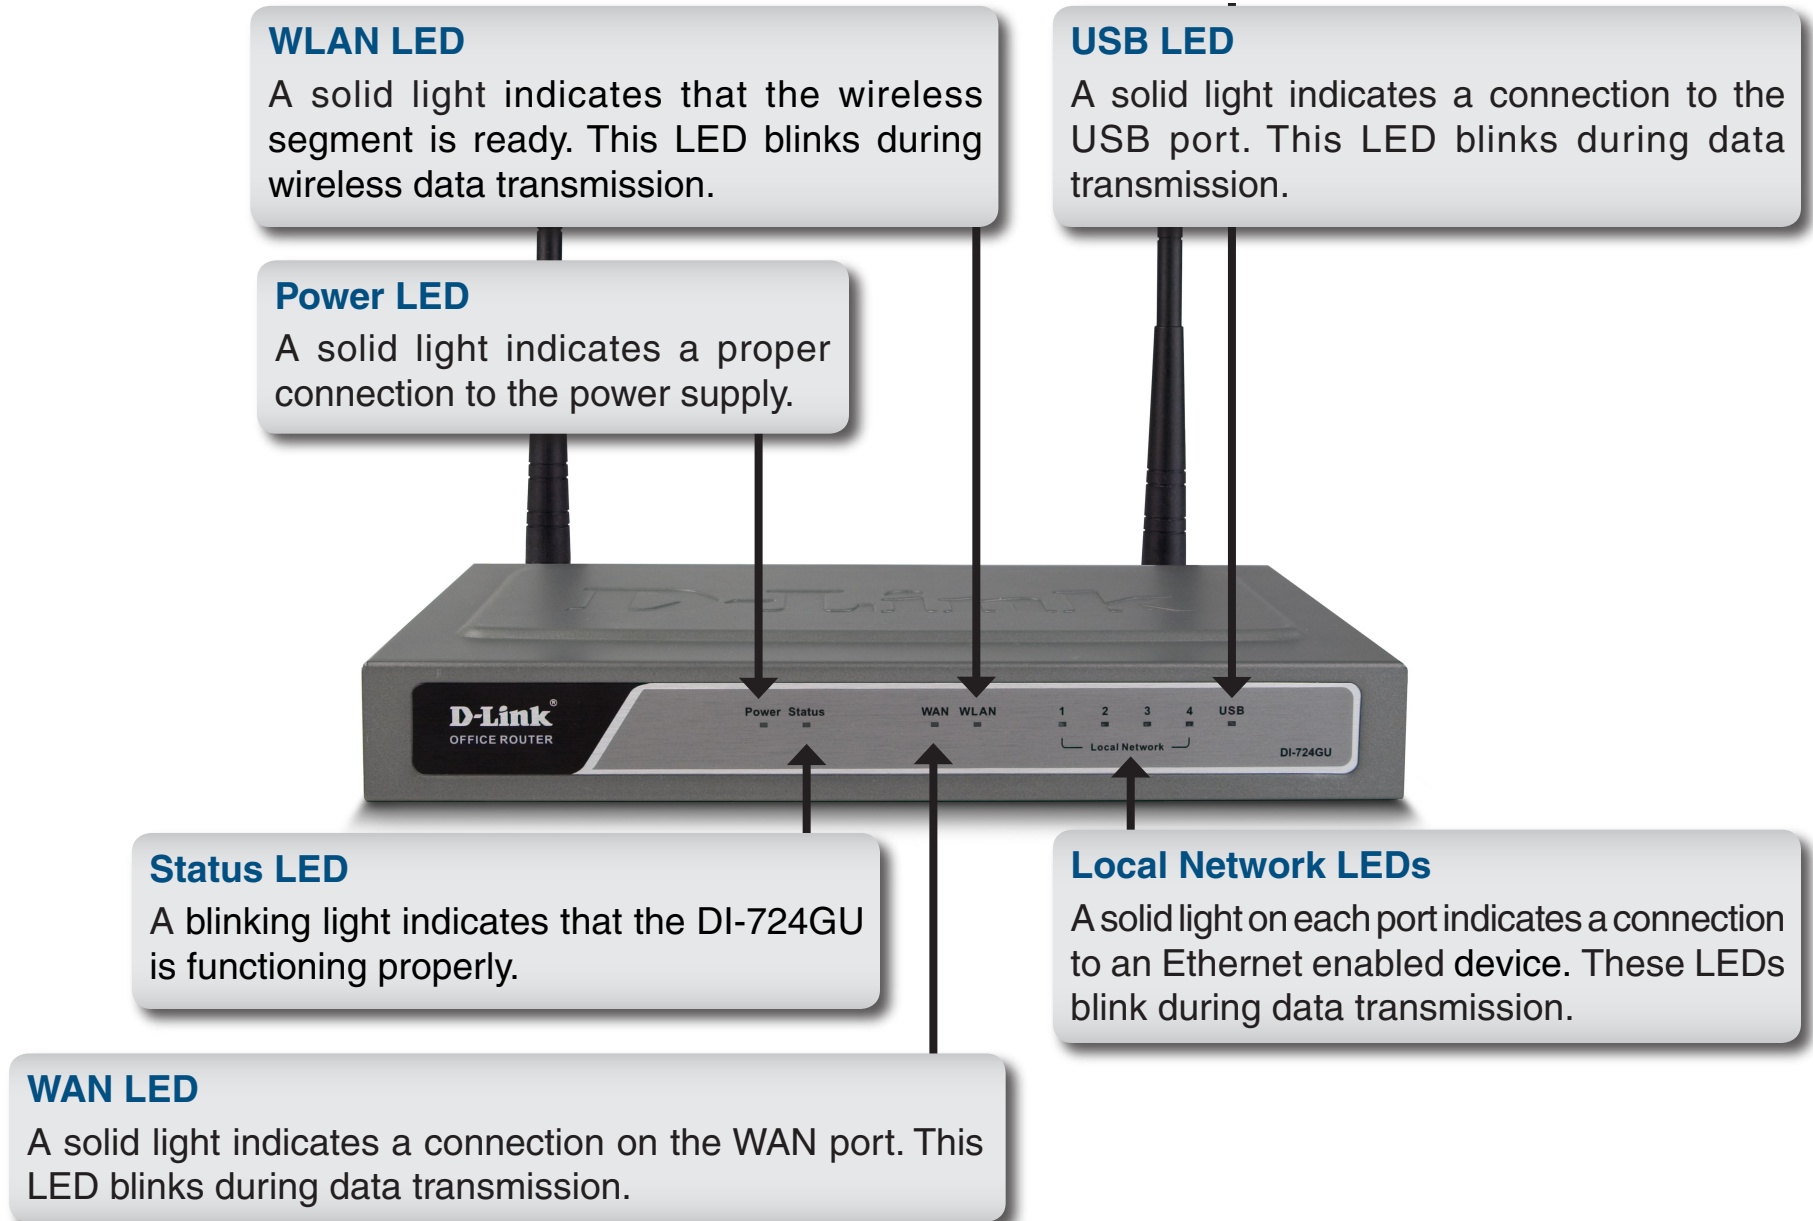 WLAN LED
A solid light indicates that the wireless
segment is ready. This LED blinks during
wireless data transmission.
USB LED
A solid light indicates a connection to the
USB port. This LED blinks during data
transmission.
Power LED
A solid light indicates a proper
connection to the power supply.
D-Link
D-Link®
OFFICE ROUTER
Power Status
WAN WLAN
1 2 3 4
Local Network
USB
DI-724GU
Status LED
A blinking light indicates that the DI-724GU
is functioning properly.
Local Network LEDs
A solid light on each port indicates a connection
to an Ethernet enabled device. These LEDs
blink during data transmission.
WAN LED
A solid light indicates a connection on the WAN port. This
LED blinks during data transmission.